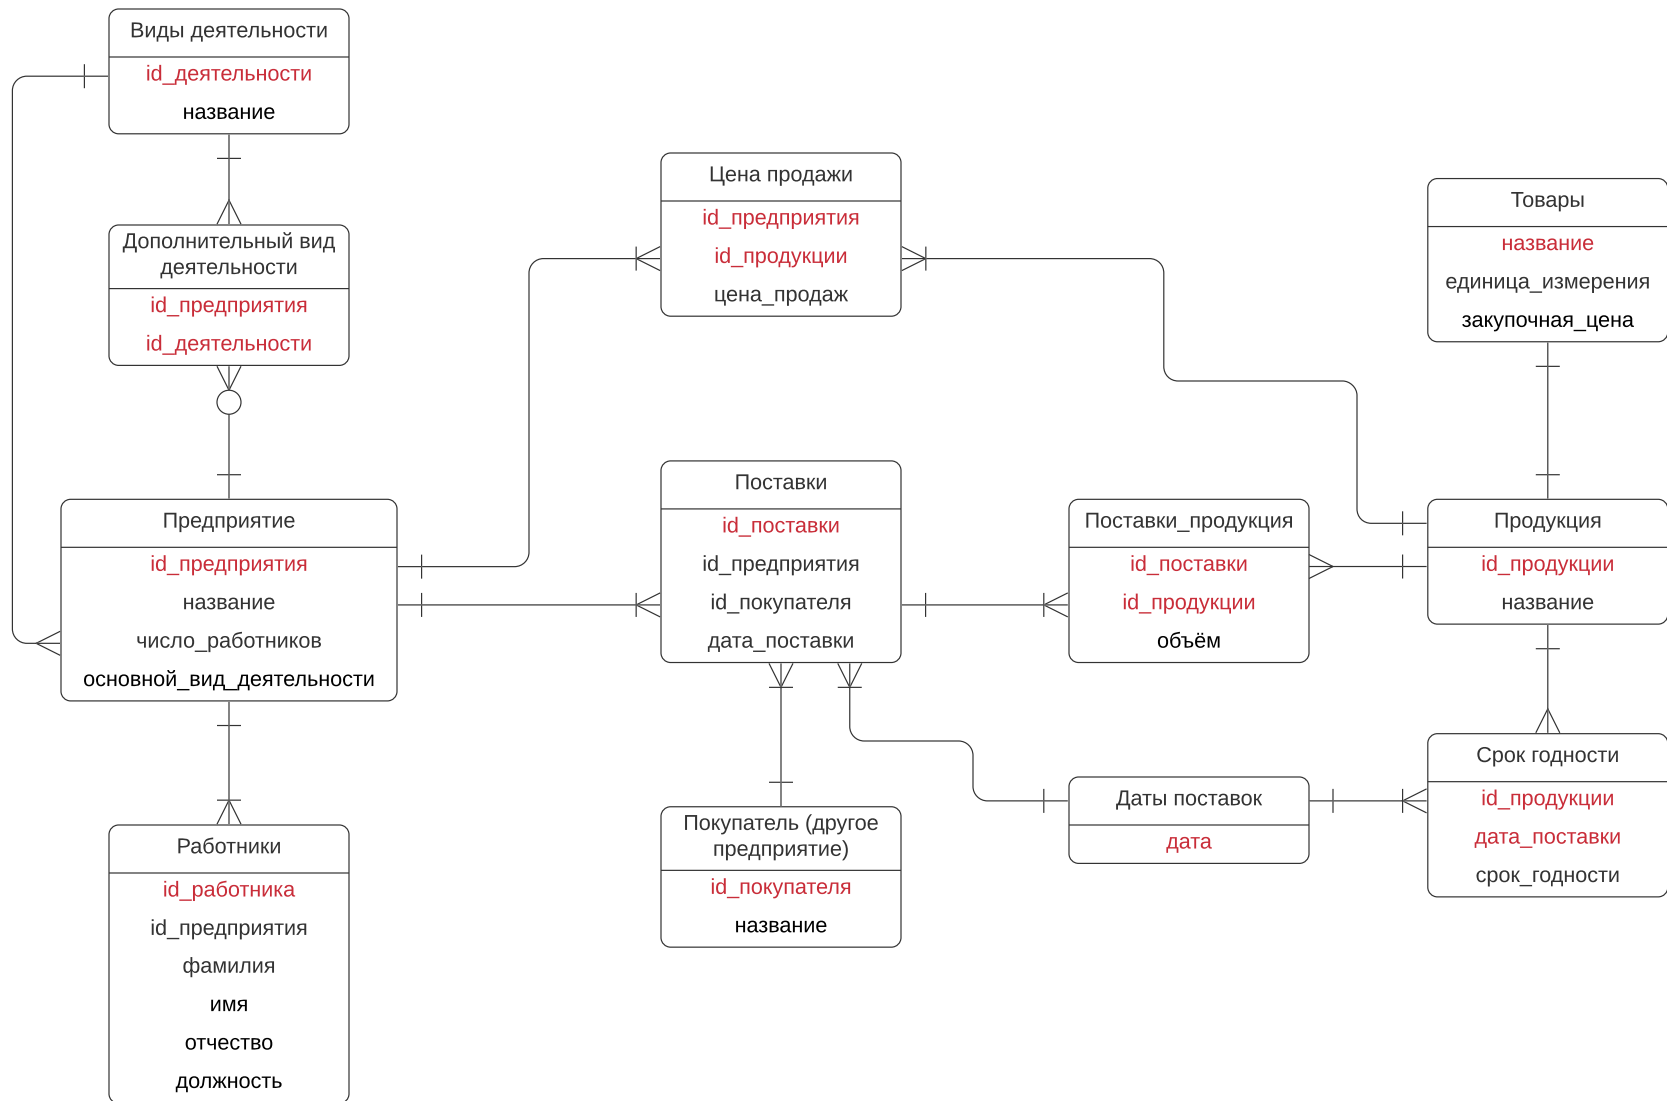 Виды деятельности
id_деятельности
название
Дополнительный вид
деятельности
id_предприятия
id_деятельности
Предприятие
id_предприятия
название
число_работников
основной_вид_деятельности
Работники
id_работника
id_предприятия
фамилия
имя
отчество
должность
Цена продажи
id_предприятия
id_продукции
цена_продаж
Поставки
id_поставки
id_предприятия
id_покупателя
дата_поставки
Покупатель (другое
предприятие)
id_покупателя
название
Поставки_продукция
id_поставки
id_продукции
объём
Даты поставок
дата
Товары
название
единица_измерения
закупочная_цена
Продукция
id_продукции
название
Срок годности
id_продукции
дата_поставки
срок_годности